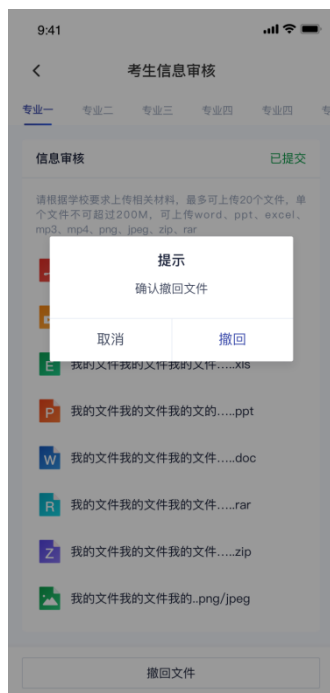 9:41
考生信息审核
专业一 专业二 专业三 专业四 专业四
信息审核 已提交
请根据学校要求上传相关材料，最多可上传20个文件，单
个文件不可超过200M，可上传word、ppt、excel、
mp3、mp4、png、jpeg、zip、rar
提示
确认撤回文件
取消 撤回
E 我的文件我的文件我的文件.....xls
P 我的文件我的文件我的文的.....ppt
W 我的文件我的文件我的文件.....doc
R 我的文件我的文件我的文件.....rar
Z 我的文件我的文件我的文件.....zip
我的文件我的文件我的..png/jpeg
撤回文件